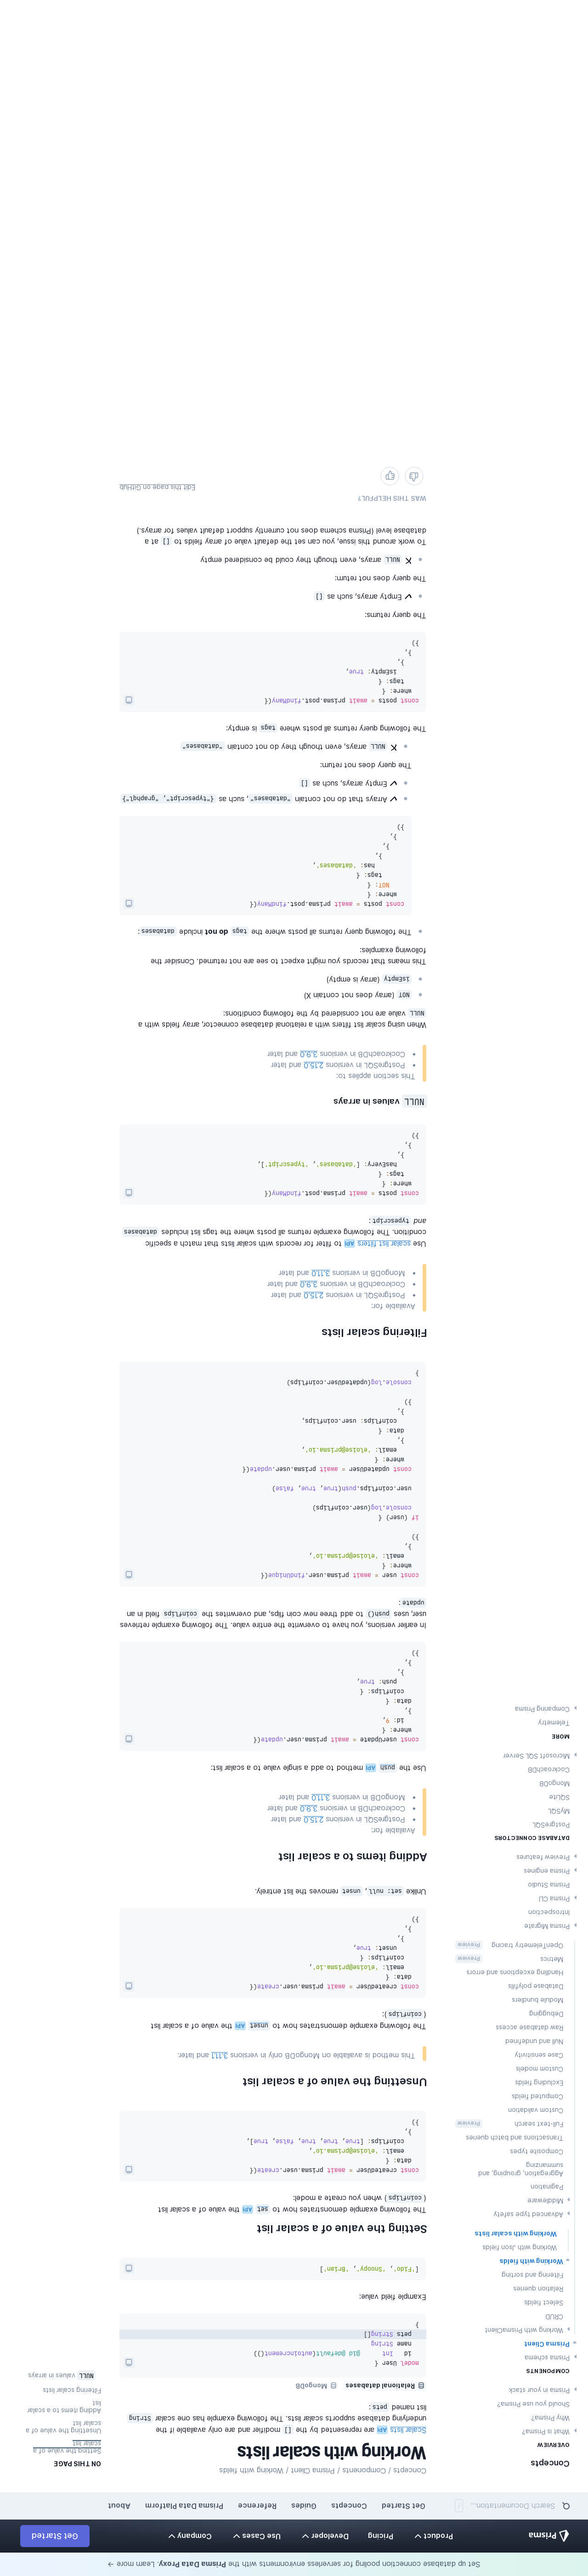 Set up database connection pooling for serverless environments with the Prisma Data Proxy. Learn more →
Prisma
Product
Pricing
Developer
Use Cases
Company
Get Started
Search Documentation... /
Get Started
Concepts
Guides
Reference
Prisma Data Platform
About
Concepts
OVERVIEW
What is Prisma?
Why Prisma?
Should you use Prisma?
Prisma in your stack
COMPONENTS
Prisma schema
Prisma Client
Working with PrismaClient
CRUD
Select fields
Relation queries
Filtering and sorting
Working with fields
Working with Json fields
Working with scalar lists
Advanced type safety
Middleware
Pagination
Aggregation, grouping, and
summarizing
Composite types
Transactions and batch queries
Full-text search Preview
Custom validation
Computed fields
Excluding fields
Custom models
Case sensitivity
Null and undefined
Raw database access
Debugging
Module bundlers
Database polyfills
Handling exceptions and errors
Metrics Preview
OpenTelemetry tracing Preview
Prisma Migrate
Introspection
Prisma CLI
Prisma Studio
Prisma engines
Preview features
DATABASE CONNECTORS
PostgreSQL
MySQL
SQLite
MongoDB
CockroachDB
Microsoft SQL Server
MORE
Telemetry
Comparing Prisma
Concepts / Components / Prisma Client / Working with fields
Working with scalar lists
Scalar lists API are represented by the [] modifier and are only available if the
underlying database supports scalar lists. The following example has one scalar String
list named pets:
Relational databases
MongoDB
model User {
id Int @id @default(autoincrement())
name String
pets String[]
}
Example field value:
['Fido', 'Snoopy', 'Brian']
Setting the value of a scalar list
The following example demonstrates how to set API the value of a scalar list
(coinflips) when you create a model:
const createdUser = await prisma.user.create({
data: {
email: 'eloise@prisma.io',
coinflips: [true, true, true, false, true],
},
})
Unsetting the value of a scalar list
This method is available on MongoDB only in versions 3.11.1 and later.
The following example demonstrates how to unset API the value of a scalar list
(coinflips):
const createdUser = await prisma.user.create({
data: {
email: 'eloise@prisma.io',
coinflips: {
unset: true,
},
},
})
Unlike set: null, unset removes the list entirely.
Adding items to a scalar list
Available for:
PostgreSQL in versions 2.15.0 and later
CockroachDB in versions 3.9.0 and later
MongoDB in versions 3.11.0 and later
Use the push API method to add a single value to a scalar list:
const userUpdate = await prisma.user.update({
where: {
id: 9,
},
data: {
coinflips: {
push: true,
},
},
})
In earlier versions, you have to overwrite the entire value. The following example retrieves
user, uses push() to add three new coin flips, and overwrites the coinflips field in an
update:
const user = await prisma.user.findUnique({
where: {
email: 'eloise@prisma.io',
},
})
if (user) {
console.log(user.coinflips)
user.coinflips.push(true, true, false)
const updatedUser = await prisma.user.update({
where: {
email: 'eloise@prisma.io',
},
data: {
coinflips: user.coinflips,
},
})
console.log(updatedUser.coinflips)
}
Filtering scalar lists
Available for:
PostgreSQL in versions 2.15.0 and later
CockroachDB in versions 3.9.0 and later
MongoDB in versions 3.11.0 and later
Use scalar list filters API to filter for records with scalar lists that match a specific
condition. The following example returns all posts where the tags list includes databases
and typescript:
const posts = await prisma.post.findMany({
where: {
tags: {
hasEvery: ['databases', 'typescript'],
},
},
})
NULL values in arrays
This section applies to:
PostgreSQL in versions 2.15.0 and later
CockroachDB in versions 3.9.0 and later
When using scalar list filters with a relational database connector, array fields with a
NULL value are not considered by the following conditions:
NOT (array does not contain X)
isEmpty (array is empty)
This means that records you might expect to see are not returned. Consider the
following examples:
The following query returns all posts where the tags do not include databases:
const posts = await prisma.post.findMany({
where: {
NOT: {
tags: {
has: 'databases',
},
},
},
})
✔ Arrays that do not contain "databases", such as {"typescript", "graphql"}
✔ Empty arrays, such as []
The query does not return:
✘ NULL arrays, even though they do not contain "databases"
The following query returns all posts where tags is empty:
const posts = await prisma.post.findMany({
where: {
tags: {
isEmpty: true,
},
},
})
The query returns:
✔ Empty arrays, such as []
The query does not return:
✘ NULL arrays, even though they could be considered empty
To work around this issue, you can set the default value of array fields to [] at a
database level (Prisma schema does not currently support default values for arrays.)
WAS THIS HELPFUL?
Edit this page on GitHub
ON THIS PAGE
Setting the value of a
scalar list
Unsetting the value of a
scalar list
Adding items to a scalar
list
Filtering scalar lists
NULL values in arrays